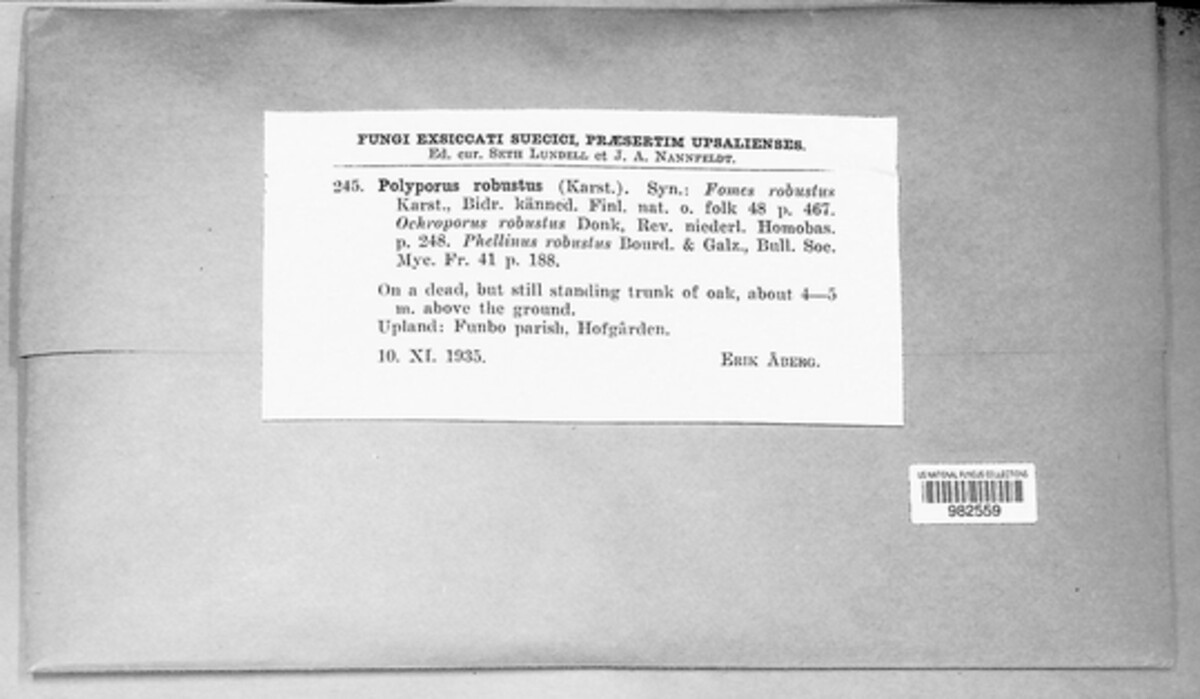 FUNGI EXSICCATI SUECICI, PRÆSERTIM UPSALIENSES.
Ed. cur. SETH LUNDELL et J. A. NANNFELDT.
245. Polyporus robustus (Karst.). Syn.: Fomes robustus
Karst., Bidr. känned. Finl. nat. o. folk 48 p. 467.
Ochroporus robustus Donk, Rev. niederl. Homobas.
p. 248. Phellinus robustus Bourd. & Galz., Bull. Soc.
Myc. Fr. 41 p. 188.
On a dead, but still standing trunk of oak, about 4—5
m. above the ground.
Upland: Funbo parish, Hofgården.
10. XI. 1935. ERIK ÅBERG.
US NATIONAL FUNGUS COLLECTIONS
982559